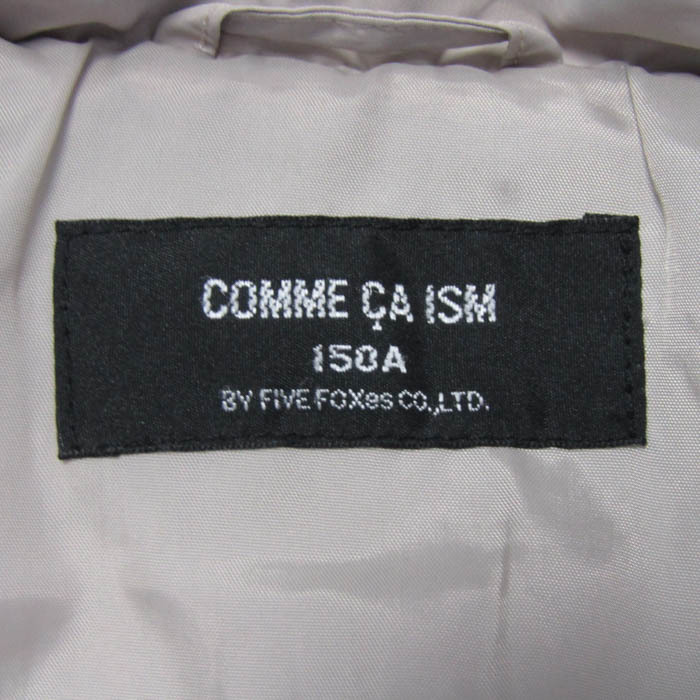 COMME ÇA ISM
150A
BY FIVE FOXes CO.,LTD.